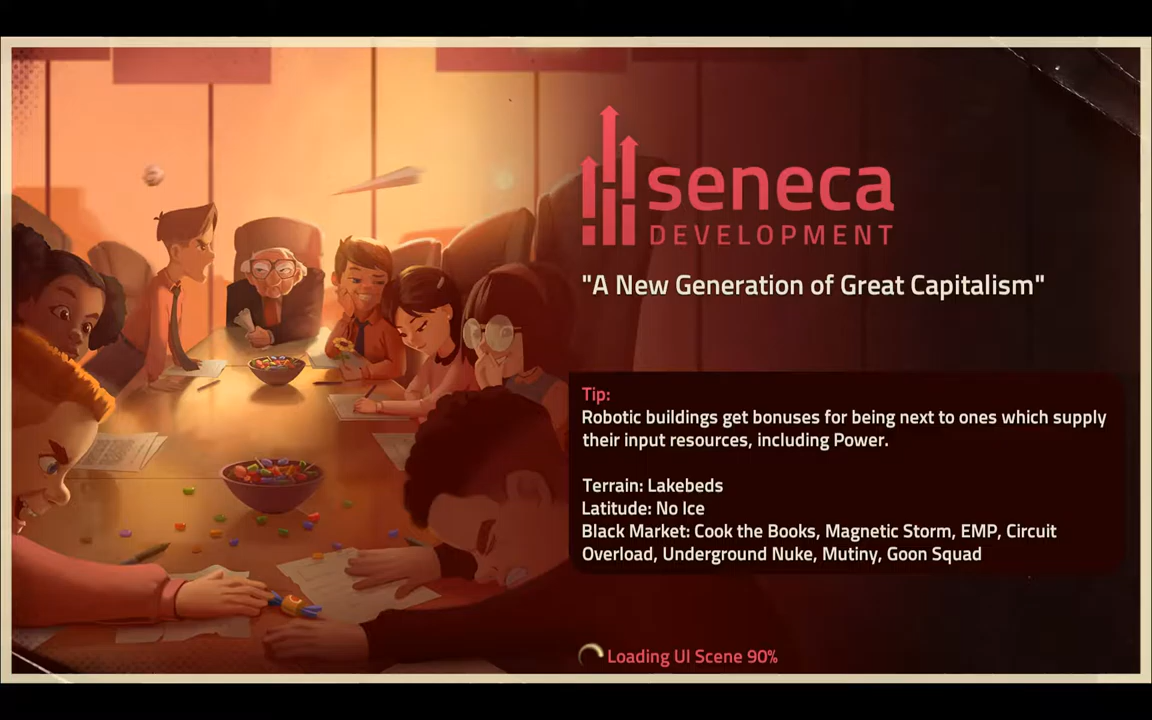 seneca
DEVELOPMENT
"A New Generation of Great Capitalism"
Tip:
Robotic buildings get bonuses for being next to ones which supply
their input resources, including Power.
Terrain: Lakebeds
Latitude: No Ice
Black Market: Cook the Books, Magnetic Storm, EMP, Circuit
Overload, Underground Nuke, Mutiny, Goon Squad
Loading UI Scene 90%